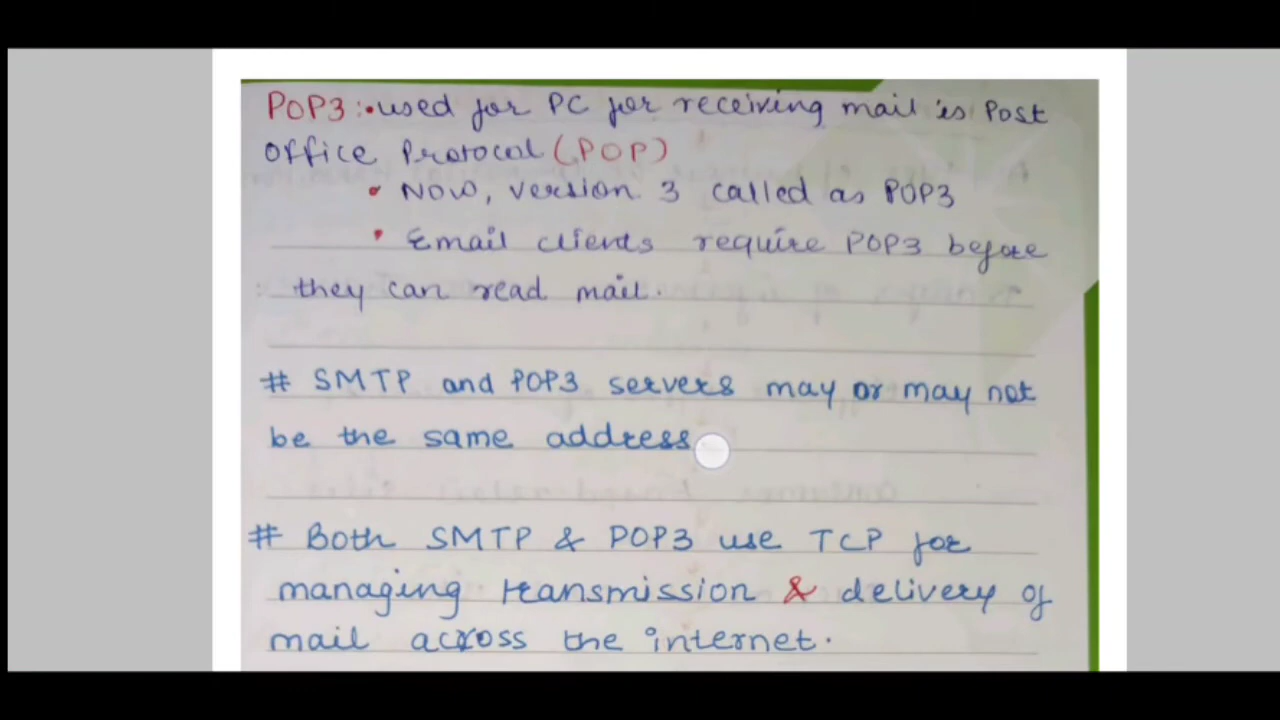 POP3 :• used for PC for receiving mail is Post
Office Protocal (POP)
• Now, version 3 called as POP3
• Email clients require POP3 before
they can read mail.
# SMTP and POP3 servers may or may not
be the same address
# Both SMTP & POP3 use TCP for
managing transmission & delivery of
mail across the internet.